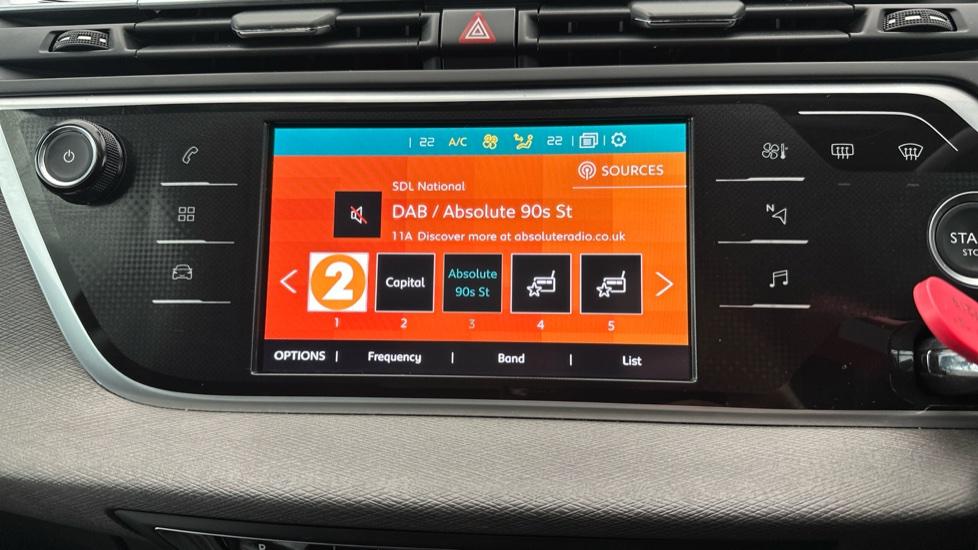 22 A/C 22
SOURCES
SDL National
DAB / Absolute 90s St
11A Discover more at absoluteradio.co.uk
2 Capital Absolute
90s St
1 2 3 4 5
OPTIONS | Frequency | Band | List
N
STA
STO